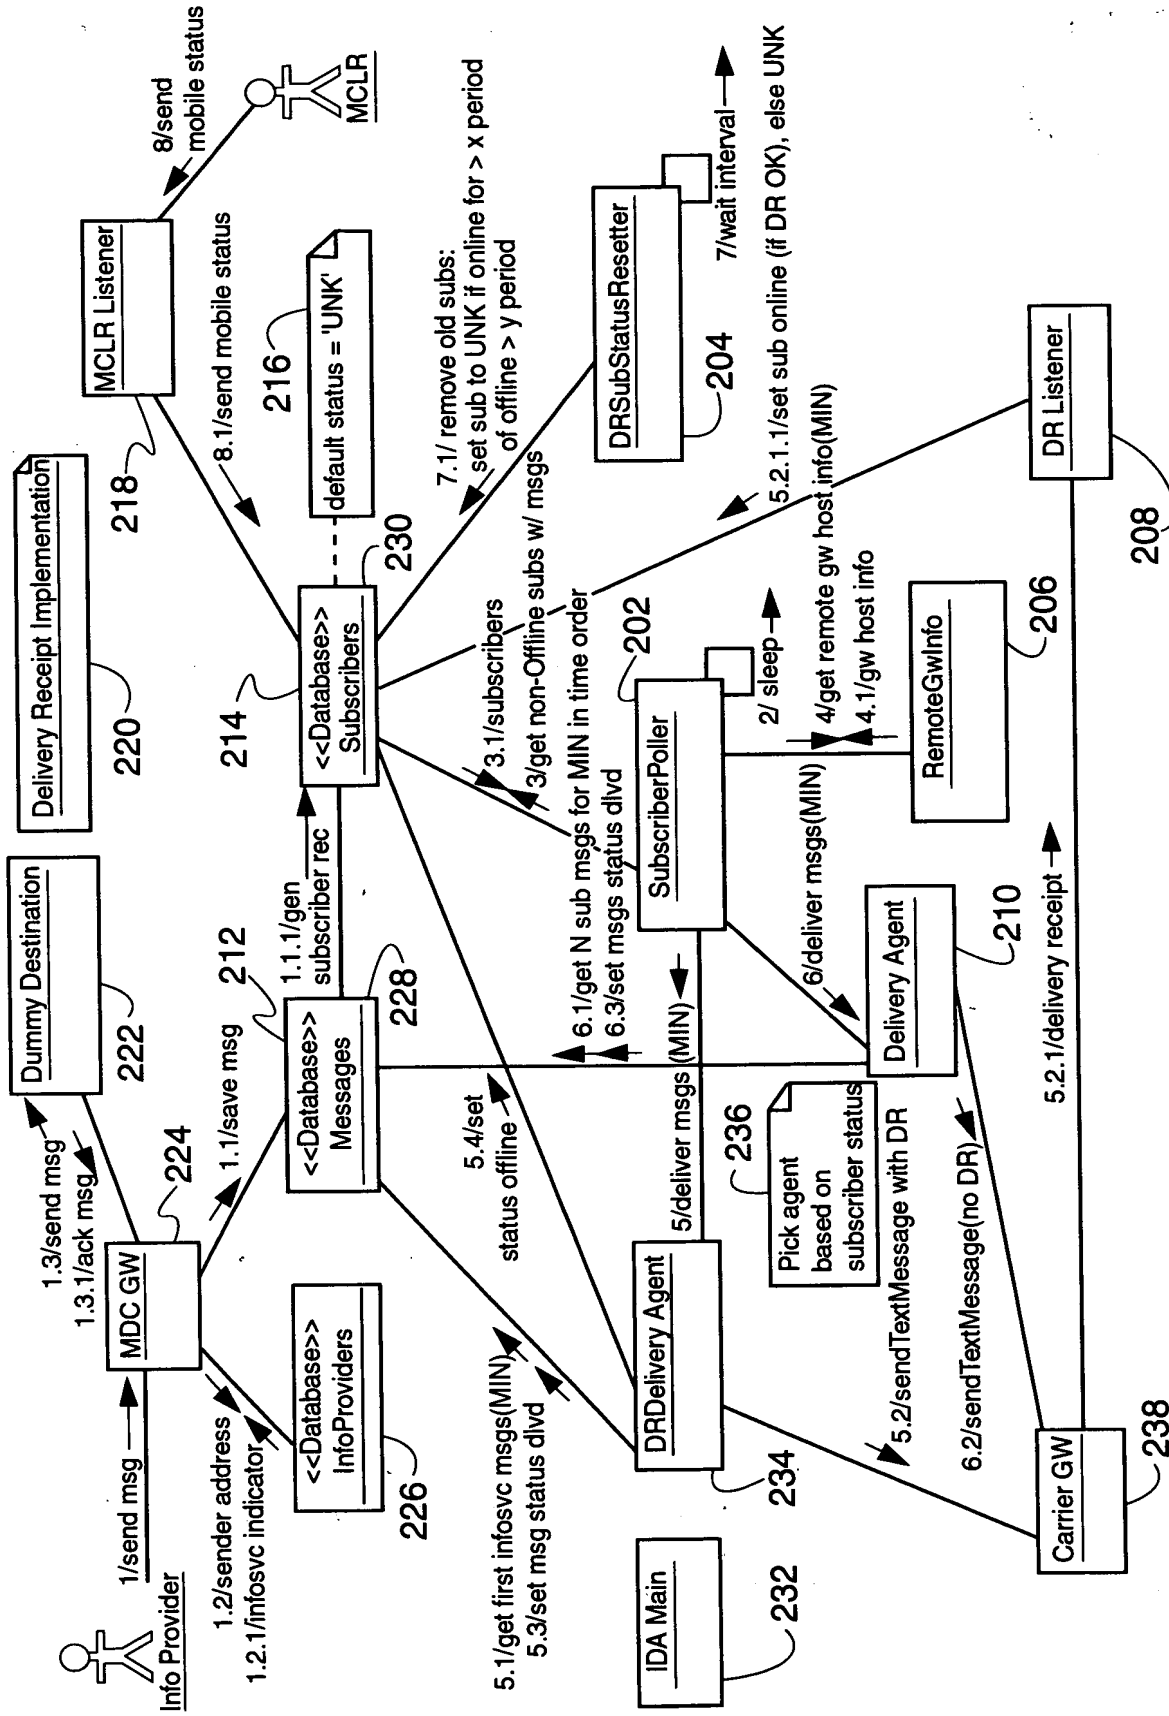 Info Provider
1/send msg
MDC GW
224
1.3/send msg
1.3.1/ack msg
Dummy Destination
222
Delivery Receipt Implementation
220
MCLR Listener
218
8/send
mobile status
MCLR
8.1/send mobile status
1.2/sender address
1.2.1/infosvc indicator
1.1/save msg
<<Database>>
InfoProviders
226
<<Database>>
Messages
212
228
1.1.1/gen
subscriber rec
<<Database>>
Subscribers
214
230
default status = 'UNK'
216
7.1/ remove old subs:
set sub to UNK if online for > x period
of offline > y period
5.1/get first infosvc msgs(MIN)
5.3/set msg status dlvd
5.4/set
status offline
3.1/subscribers
3/get non-Offline subs w/ msgs
6.1/get N sub msgs for MIN in time order
6.3/set msgs status dlvd
IDA Main
232
DRDelivery Agent
234
5/deliver msgs (MIN)
SubscriberPoller
202
2/ sleep
DRSubStatusResetter
204
7/wait interval
236
Pick agent
based on
subscriber status
6/deliver msgs(MIN)
4/get remote gw host info(MIN)
4.1/gw host info
5.2.1.1/set sub online (if DR OK), else UNK
5.2/sendTextMessage with DR
6.2/sendTextMessage(no DR)
Delivery Agent
210
RemoteGwInfo
206
Carrier GW
238
5.2.1/delivery receipt
DR Listener
208